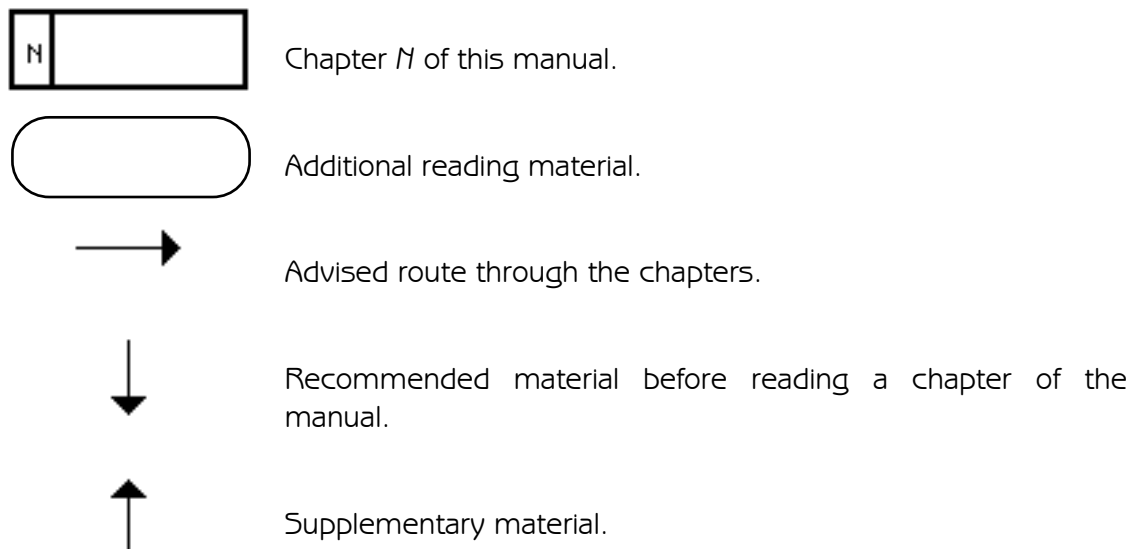 N
Chapter N of this manual.
Additional reading material.
Advised route through the chapters.
Recommended material before reading a chapter of the
manual.
Supplementary material.